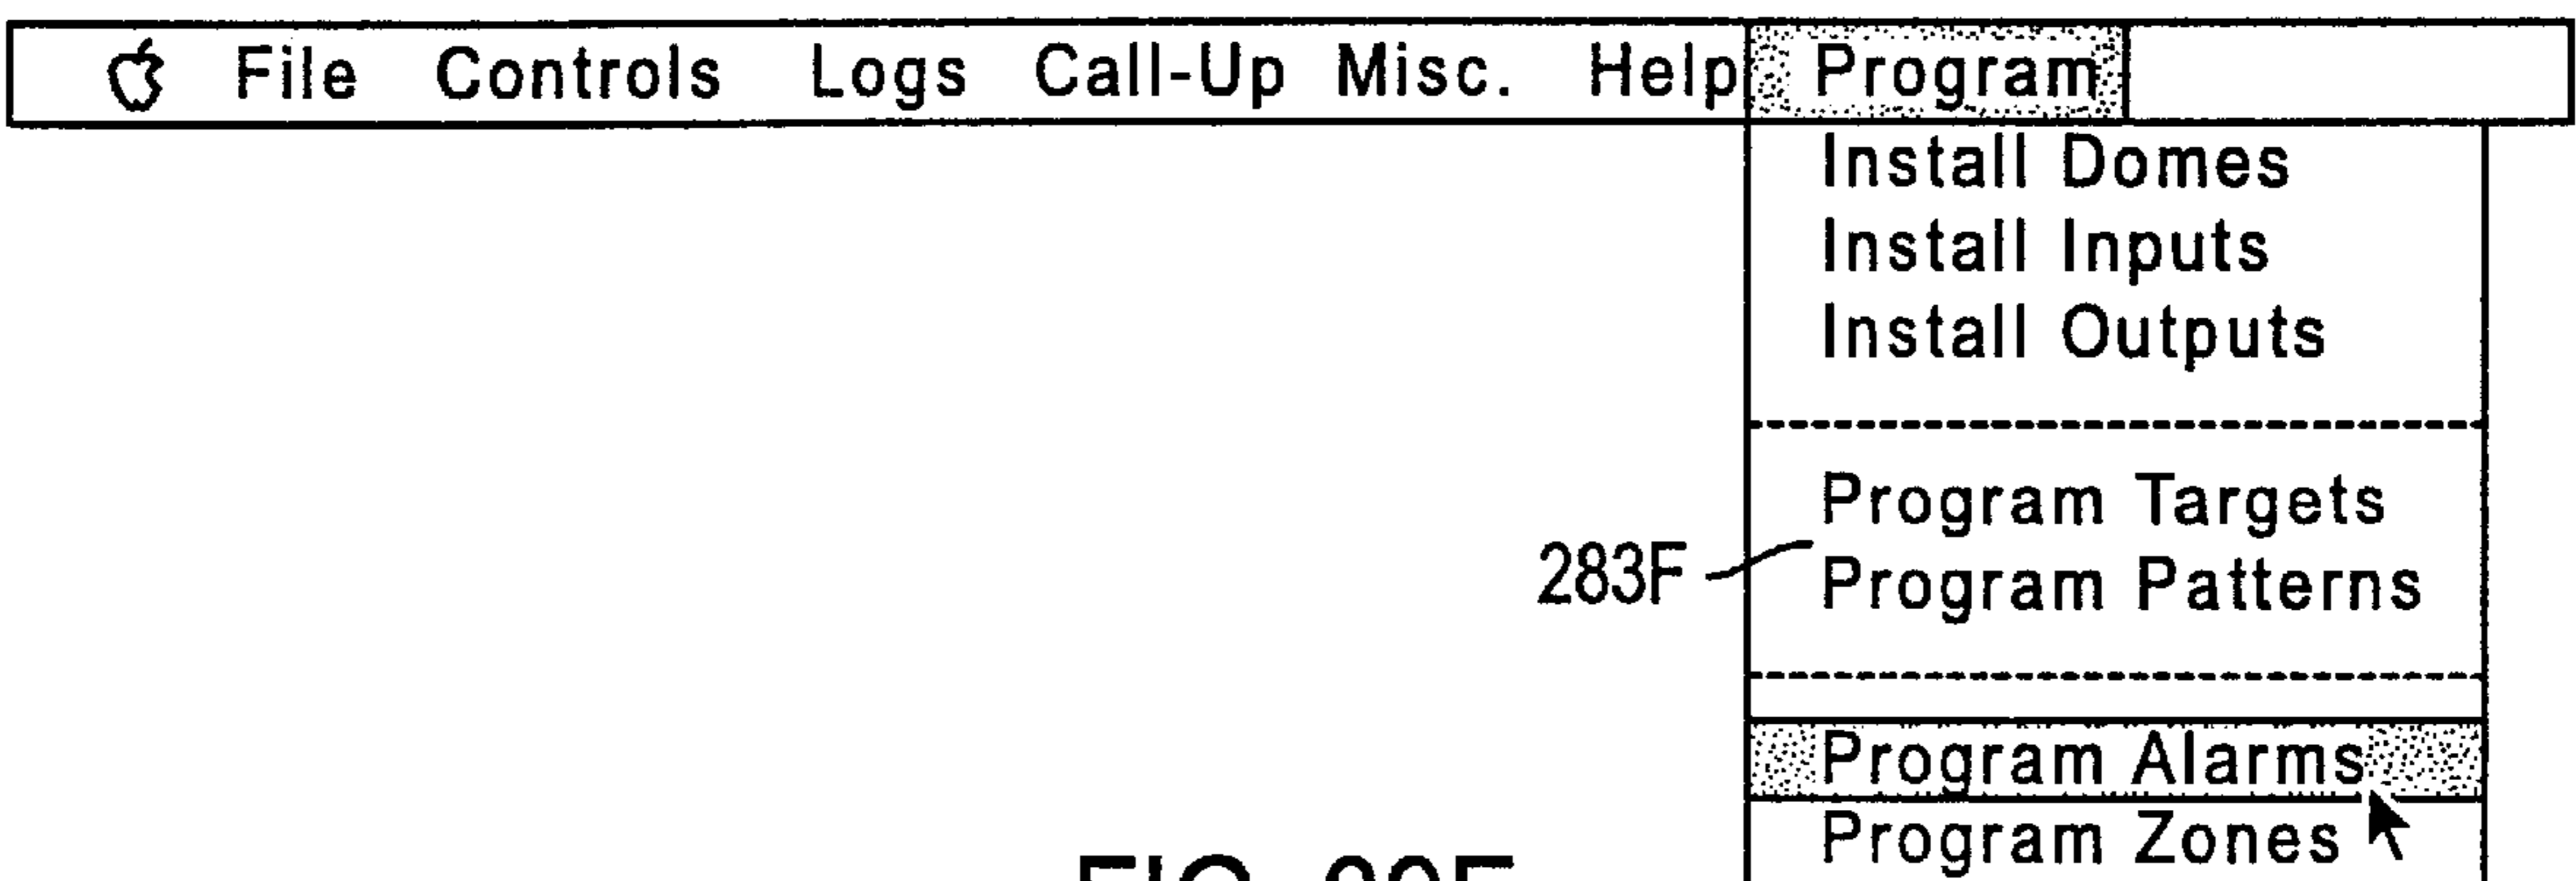 File Controls Logs Call-Up Misc. Help Program
Install Domes
Install Inputs
Install Outputs
Program Targets
283F
Program Patterns
Program Alarms
Program Zones